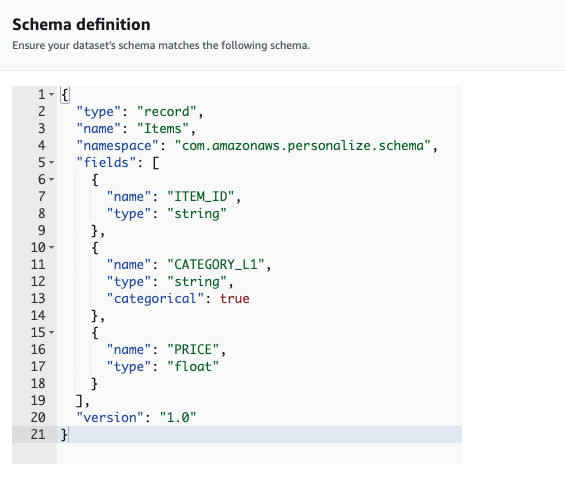 Schema definition
Ensure your dataset's schema matches the following schema.
1 {
2 "type": "record",
3 "name": "Items",
4 "namespace": "com.amazonaws.personalize.schema",
5 "fields": [
6 {
7 "name": "ITEM_ID",
8 "type": "string"
9 },
10 {
11 "name": "CATEGORY_L1",
12 "type": "string",
13 "categorical": true
14 },
15 {
16 "name": "PRICE",
17 "type": "float"
18 }
19 ],
20 "version": "1.0"
21 }